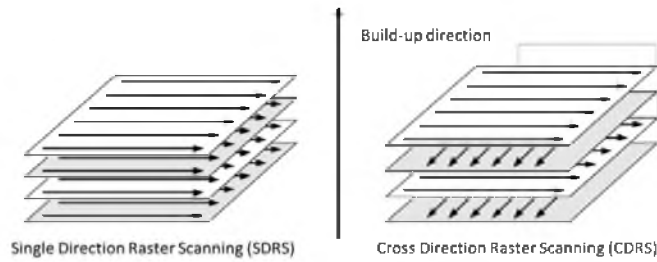 Build-up direction
Single Direction Raster Scanning (SDRS)
Cross Direction Raster Scanning (CDRS)